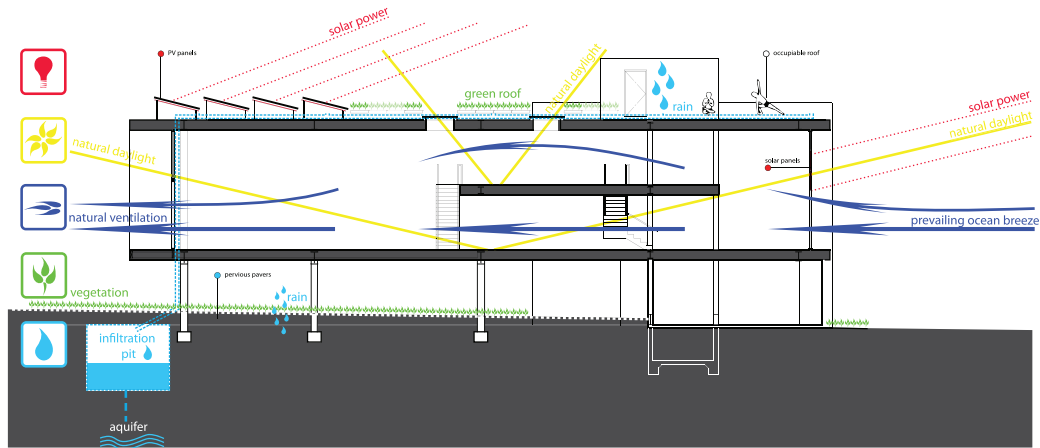 solar power
PV panels
natural daylight
occupiable roof
green roof
rain
solar power
natural daylight
natural daylight
solar panels
natural ventilation
prevailing ocean breeze
pervious pavers
vegetation
rain
infiltration
pit
aquifer